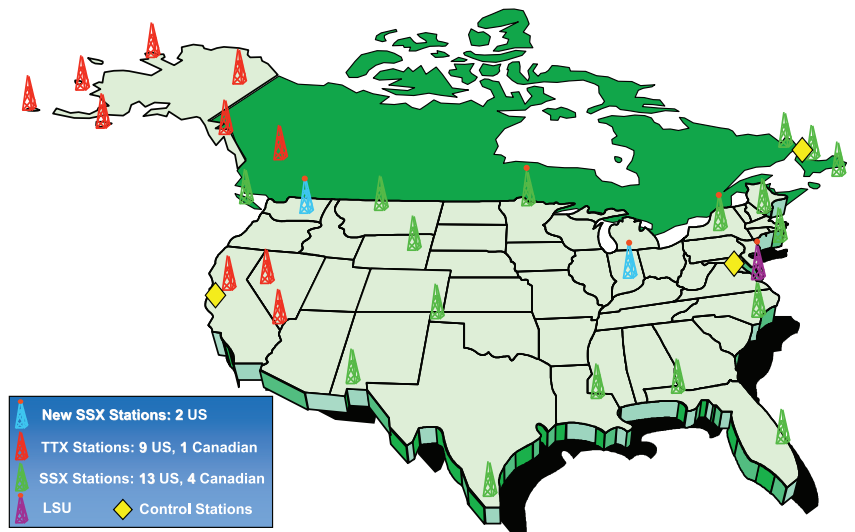 New SSX Stations: 2 US
TTX Stations: 9 US, 1 Canadian
SSX Stations: 13 US, 4 Canadian
LSU Control Stations